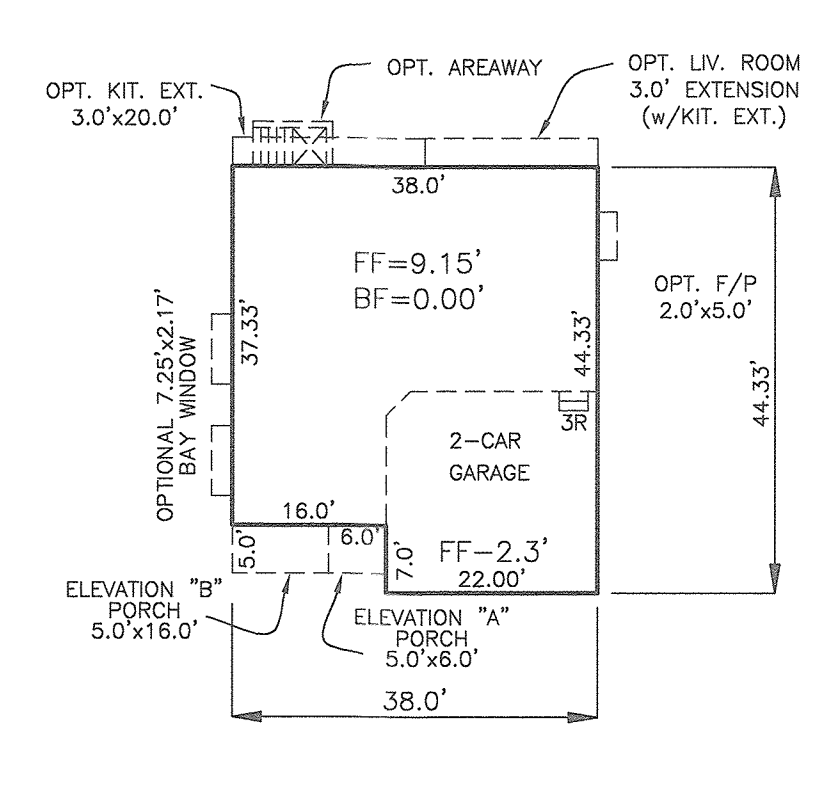 OPT. KIT. EXT.
3.0'x20.0'
OPT. AREAWAY
OPT. LIV. ROOM
3.0' EXTENSION
(w/KIT. EXT.)
38.0'
FF=9.15'
BF=0.00'
OPT. F/P
2.0'x5.0'
OPTIONAL 7.25'x2.17'
BAY WINDOW
37.33'
44.33'
44.33'
3R
2-CAR
GARAGE
16.0'
6.0'
5.0'
7.0'
FF-2.3'
22.00'
ELEVATION "B"
PORCH
5.0'x16.0'
ELEVATION "A"
PORCH
5.0'x6.0'
38.0'